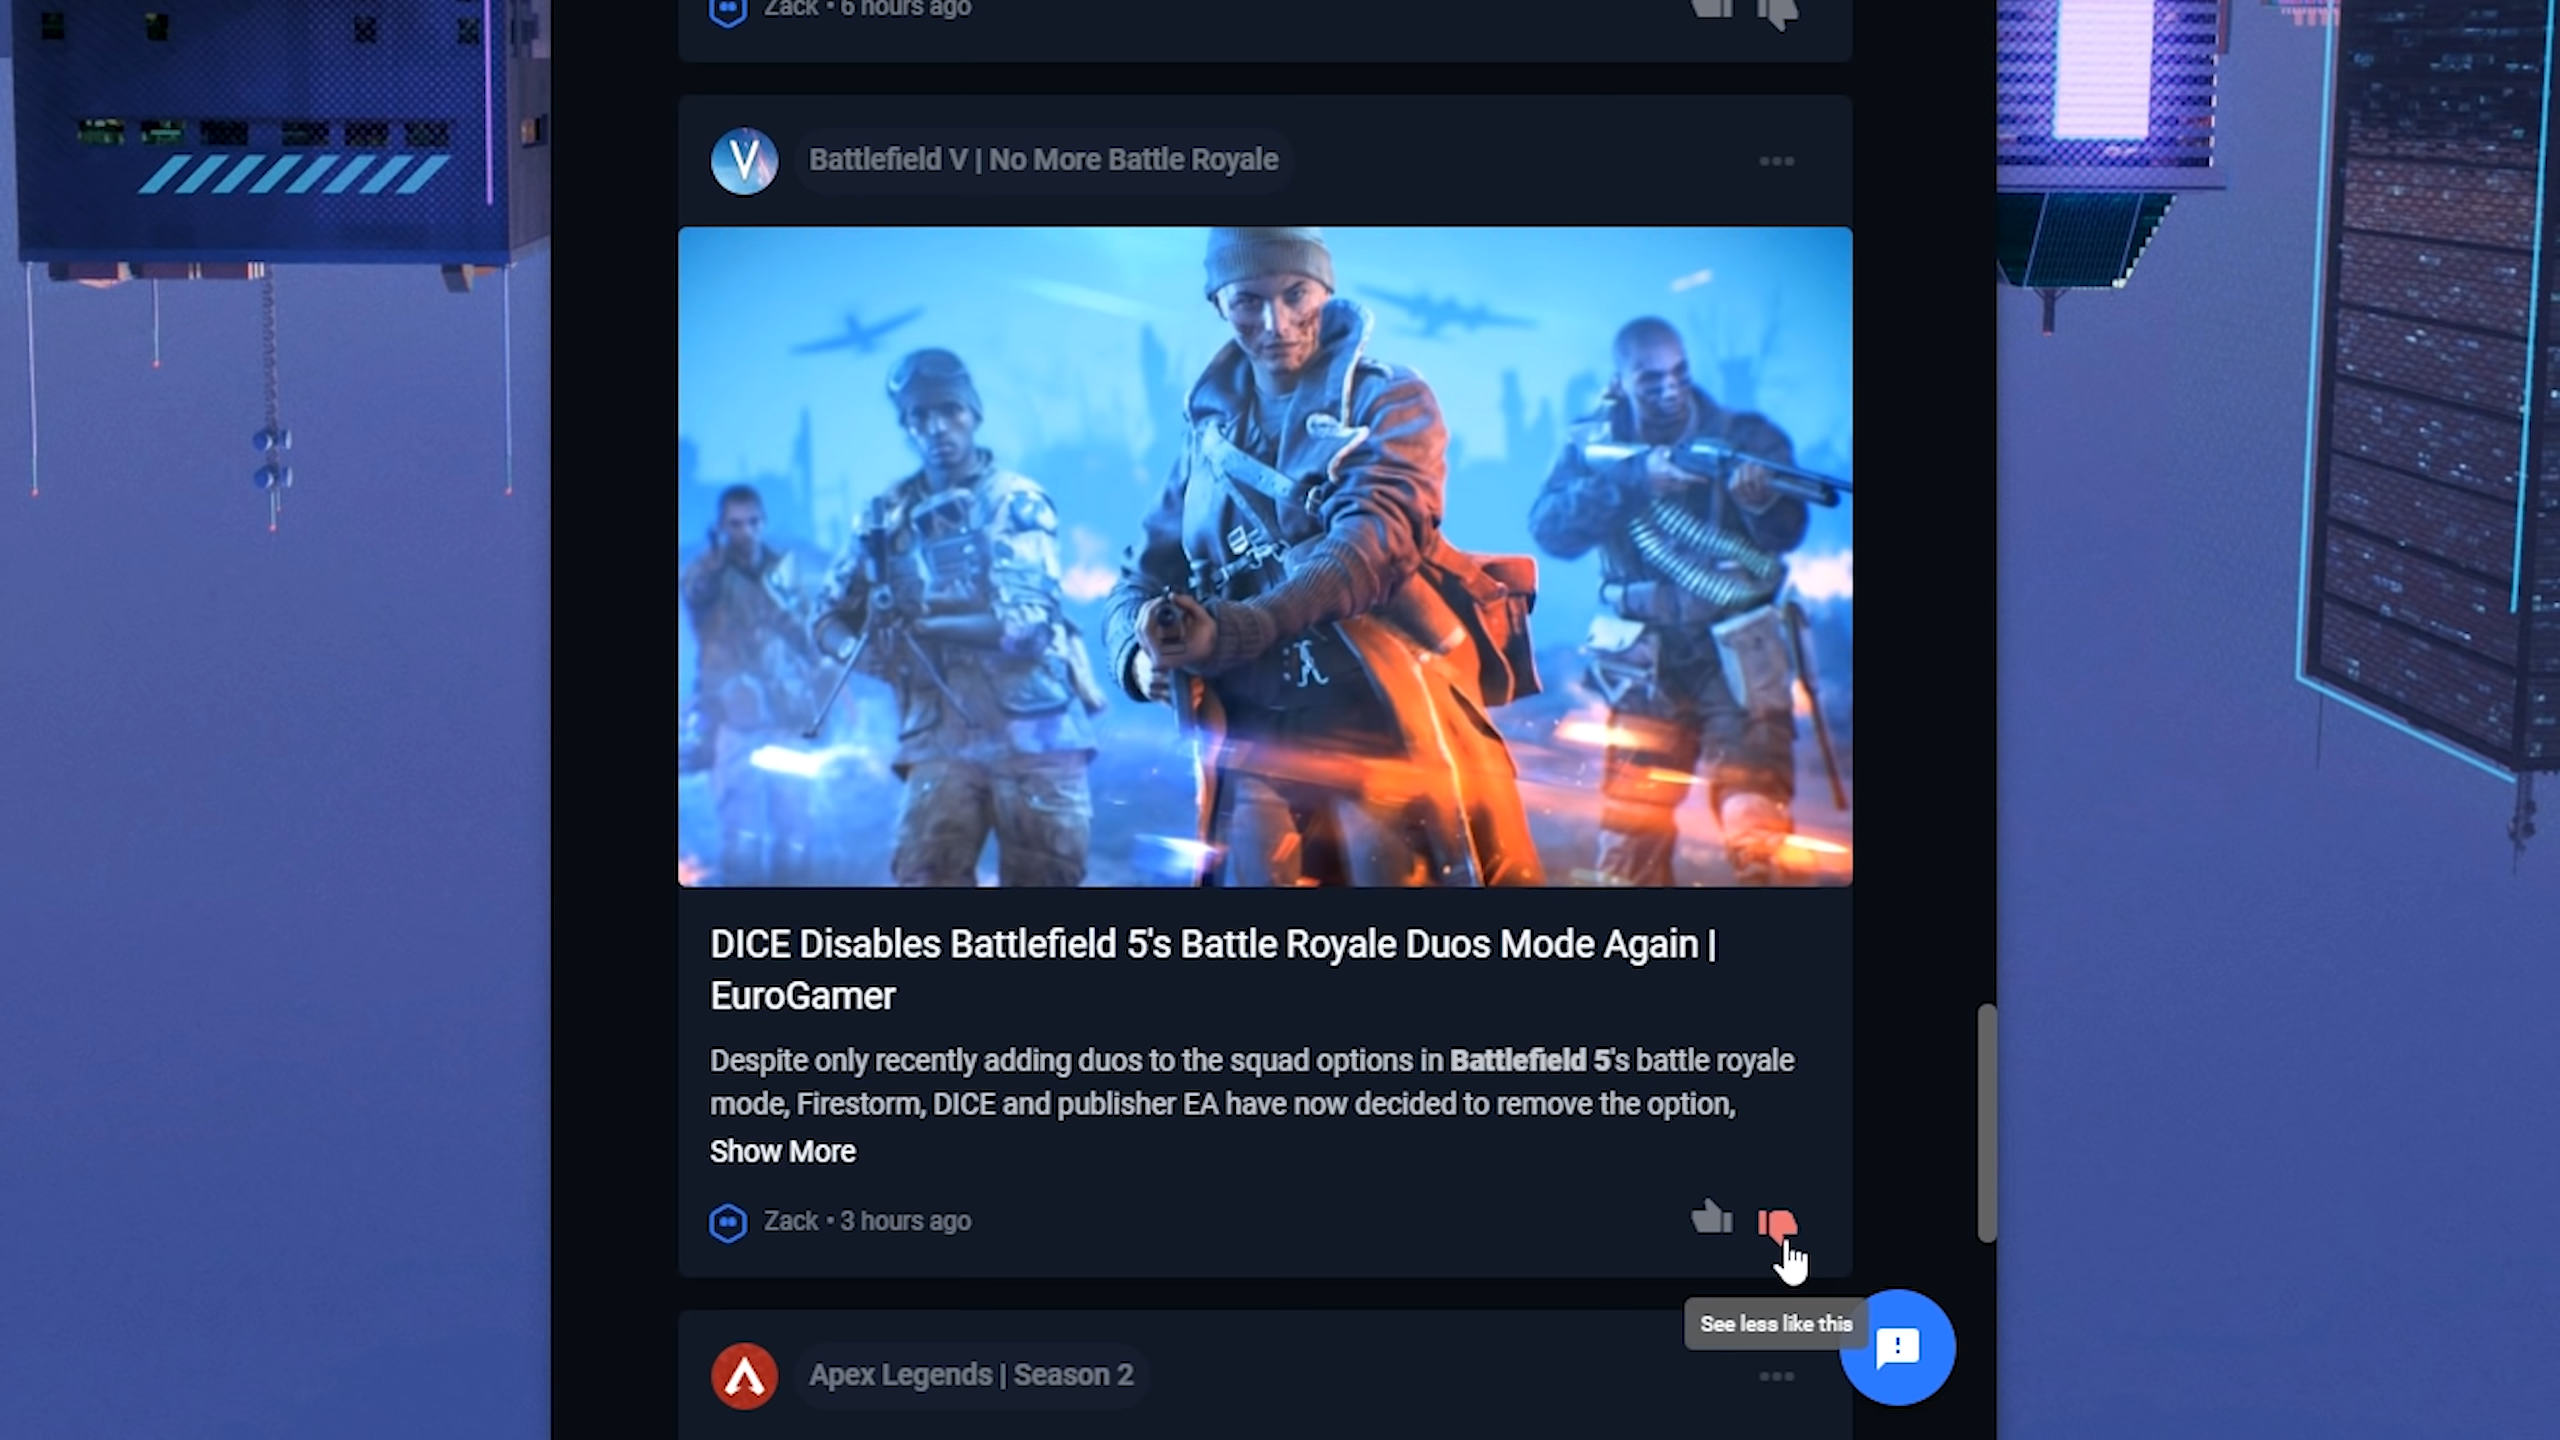 Zack • 6 hours ago
Battlefield V | No More Battle Royale
DICE Disables Battlefield 5's Battle Royale Duos Mode Again |
EuroGamer
Despite only recently adding duos to the squad options in Battlefield 5's battle royale
mode, Firestorm, DICE and publisher EA have now decided to remove the option,
Show More
Zack • 3 hours ago
See less like this
Apex Legends | Season 2